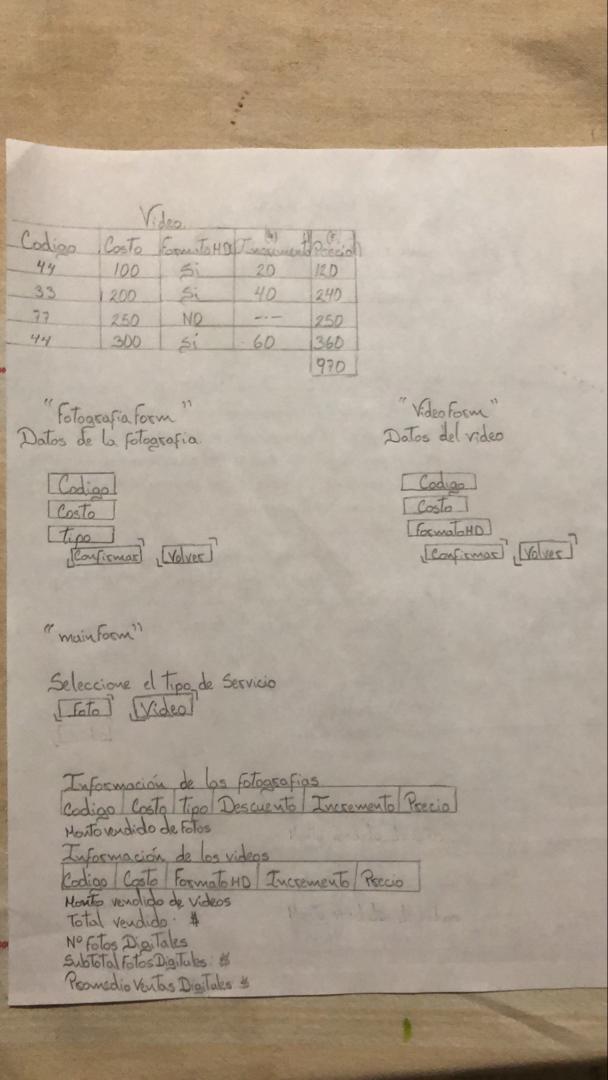 Video
Codigo Costo FormatoHD Incremento Precio
44 100 Si 20 120
33 200 Si 40 240
77 250 NO --- 250
44 300 Si 60 360
970
"FotografiaForm"
Datos de la fotografia
Codigo
Costo
tipo
Confirmar Volver
"VideoForm"
Datos del video
Codigo
Costo
FormatoHD
Confirmar Volver
"mainForm"
Seleccione el tipo de Servicio
Foto Video
Información de las fotografias
Codigo Costo Tipo Descuento Incremento Precio
Monto vendido de Fotos
Información de los videos
Codigo Costo FormatoHD Incremento Precio
Monto vendido de Videos
Total vendido: $
Nº Fotos Digitales
SubTotal Fotos Digitales: $
Promedio Ventas Digitales $